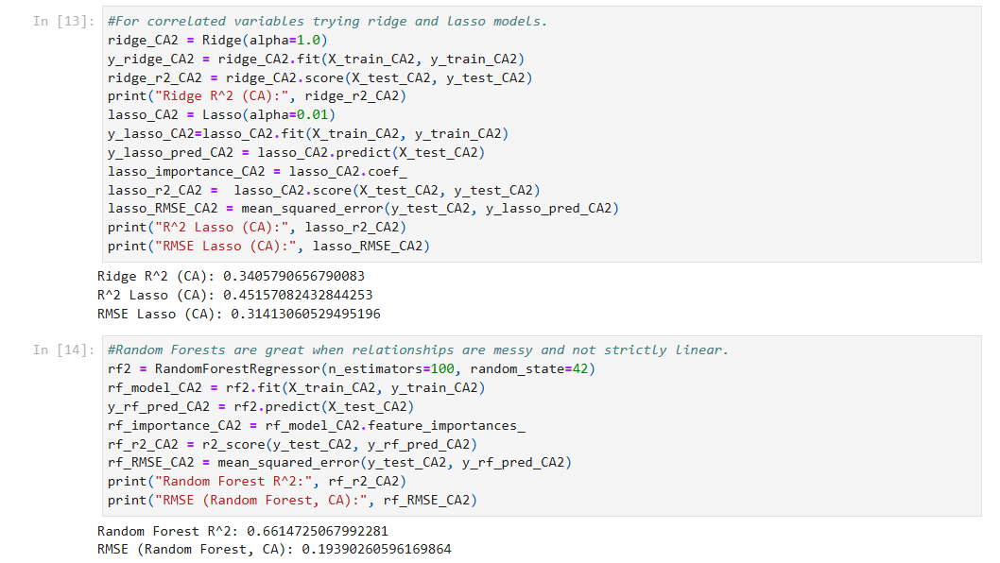 In [13]: #For correlated variables trying ridge and lasso models.
ridge_CA2 = Ridge(alpha=1.0)
y_ridge_CA2 = ridge_CA2.fit(X_train_CA2, y_train_CA2)
ridge_r2_CA2 = ridge_CA2.score(X_test_CA2, y_test_CA2)
print("Ridge R^2 (CA):", ridge_r2_CA2)
lasso_CA2 = Lasso(alpha=0.01)
y_lasso_CA2=lasso_CA2.fit(X_train_CA2, y_train_CA2)
y_lasso_pred_CA2 = lasso_CA2.predict(X_test_CA2)
lasso_importance_CA2 = lasso_CA2.coef_
lasso_r2_CA2 =  lasso_CA2.score(X_test_CA2, y_test_CA2)
lasso_RMSE_CA2 = mean_squared_error(y_test_CA2, y_lasso_pred_CA2)
print("R^2 Lasso (CA):", lasso_r2_CA2)
print("RMSE Lasso (CA):", lasso_RMSE_CA2)
Ridge R^2 (CA): 0.3405790656790083
R^2 Lasso (CA): 0.45157082432844253
RMSE Lasso (CA): 0.31413060529495196
In [14]: #Random Forests are great when relationships are messy and not strictly linear.
rf2 = RandomForestRegressor(n_estimators=100, random_state=42)
rf_model_CA2 = rf2.fit(X_train_CA2, y_train_CA2)
y_rf_pred_CA2 = rf2.predict(X_test_CA2)
rf_importance_CA2 = rf_model_CA2.feature_importances_
rf_r2_CA2 = r2_score(y_test_CA2, y_rf_pred_CA2)
rf_RMSE_CA2 = mean_squared_error(y_test_CA2, y_rf_pred_CA2)
print("Random Forest R^2:", rf_r2_CA2)
print("RMSE (Random Forest, CA):", rf_RMSE_CA2)
Random Forest R^2: 0.6614725067992281
RMSE (Random Forest, CA): 0.19390260596169864